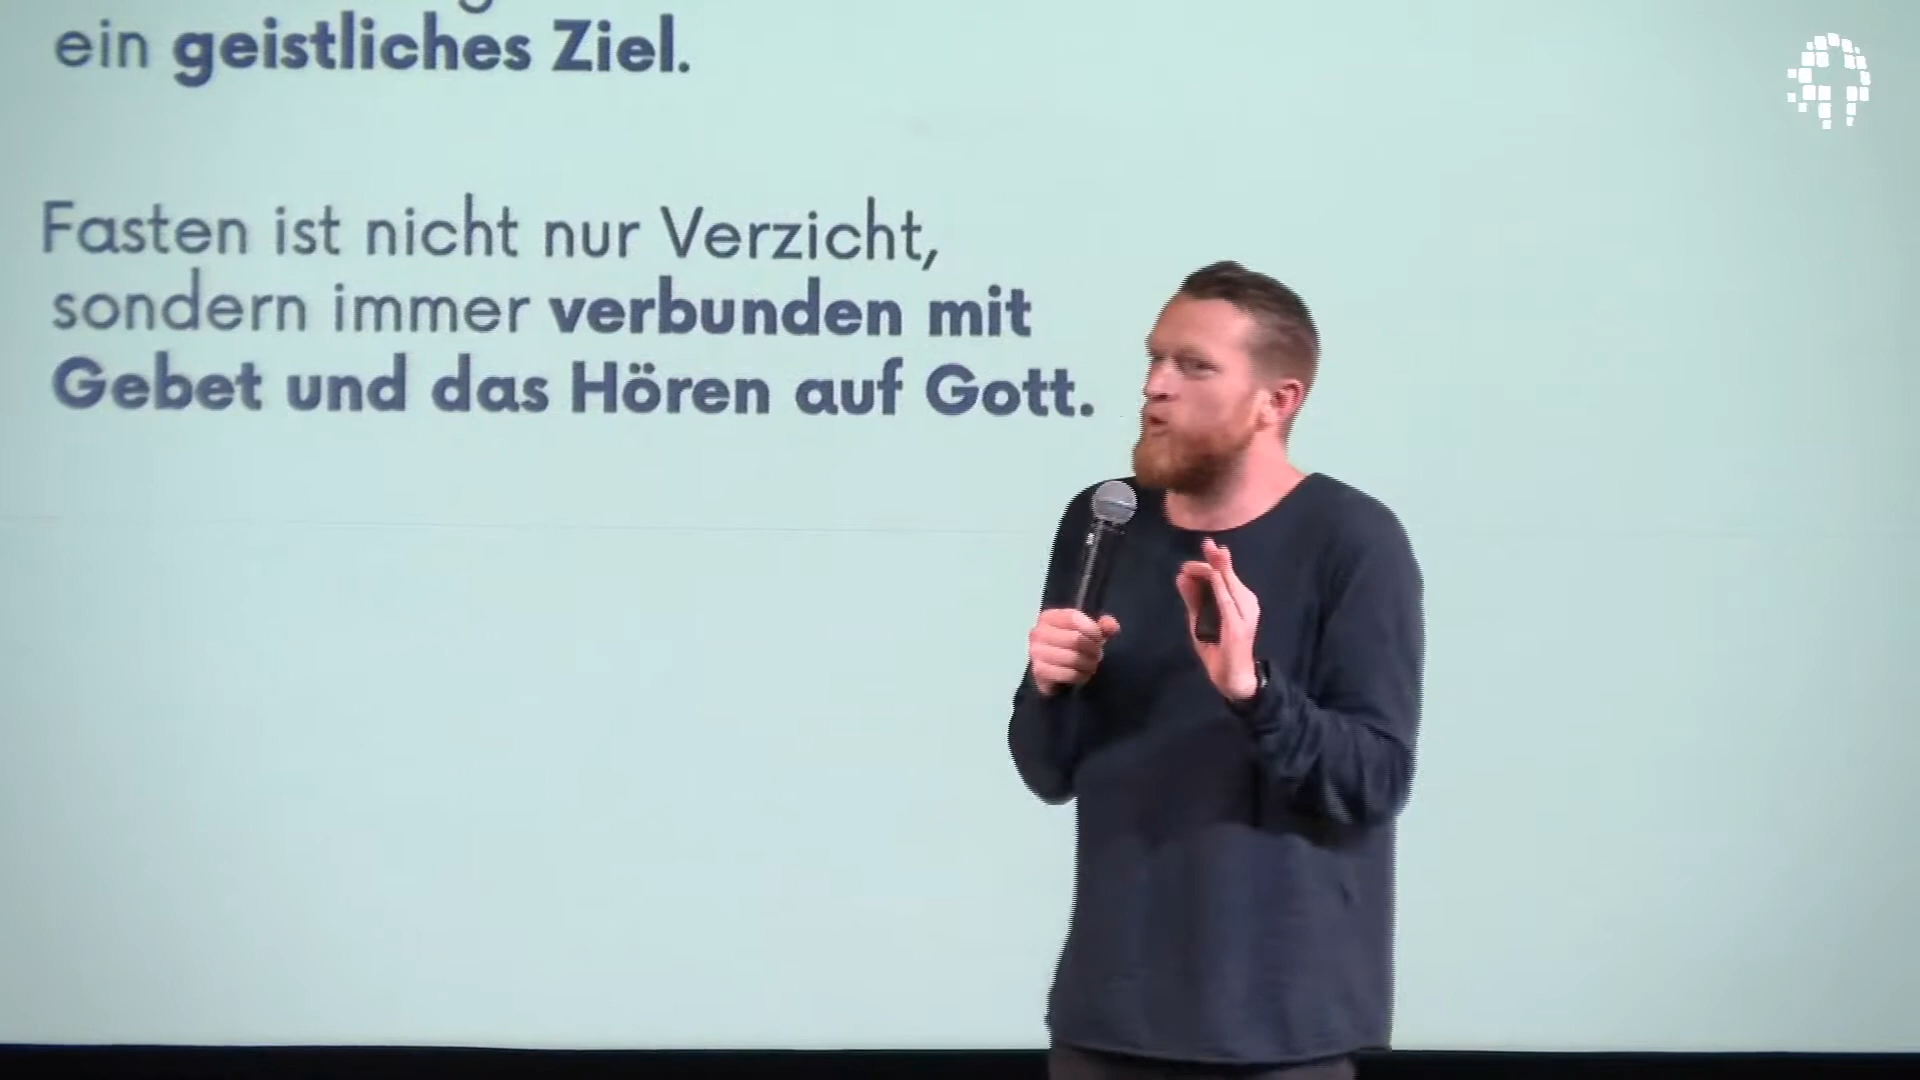 ein geistliches Ziel.
Fasten ist nicht nur Verzicht,
sondern immer verbunden mit
Gebet und das Hören auf Gott.